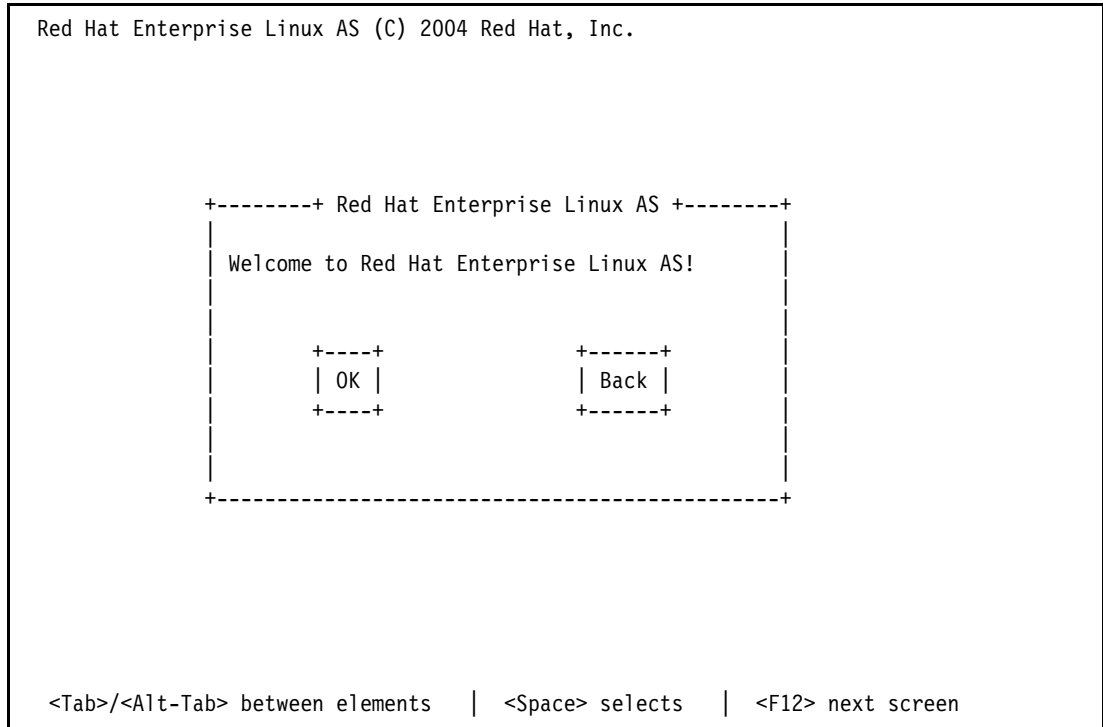 Red Hat Enterprise Linux AS (C) 2004 Red Hat, Inc.
+--------+ Red Hat Enterprise Linux AS +--------+
Welcome to Red Hat Enterprise Linux AS!
+----+ +------+
| OK | | Back |
+----+ +------+
+-----------------------------------------------+
<Tab>/<Alt-Tab> between elements | <Space> selects | <F12> next screen